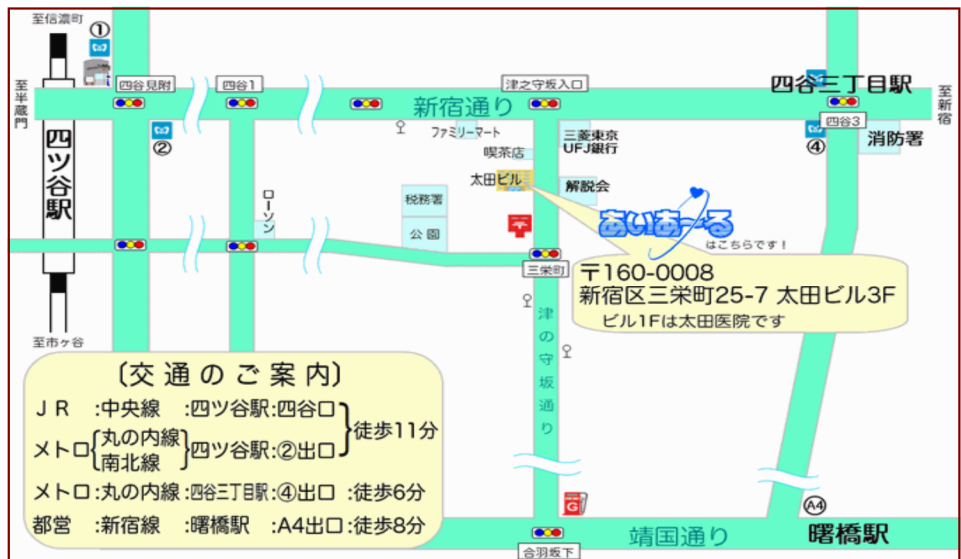 至信濃町
①
至半蔵門
四谷見附
四谷1
津之守坂入口
四谷三丁目駅
至新宿
新宿通り
四谷3
②
ファミリーマート
三菱東京
UFJ銀行
④
消防署
四ツ谷駅
喫茶店
太田ビル
解説会
ローソン
税務署
公園
〒
あいあ〜る
はこちらです!
三栄町
〒160-0008
新宿区三栄町25-7 太田ビル3F
ビル1Fは太田医院です
至市ヶ谷
津の守坂通り
〔交通のご案内〕
JR :中央線 :四ツ谷駅:四谷口
メトロ{丸の内線 南北線}四ツ谷駅:②出口
}徒歩11分
メトロ:丸の内線:四谷三丁目駅:④出口 :徒歩6分
都営 :新宿線 :曙橋駅 :A4出口:徒歩8分
G
A4
靖国通り
曙橋駅
合羽坂下